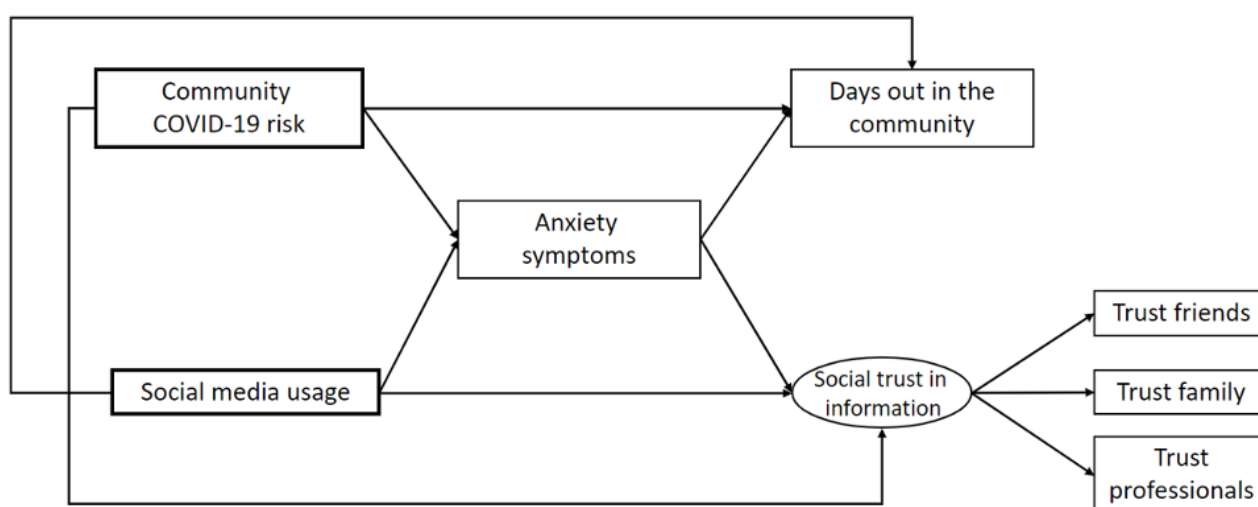 Community
COVID-19 risk
Days out in the
community
Anxiety
symptoms
Social media usage
Social trust in
information
Trust friends
Trust family
Trust
professionals